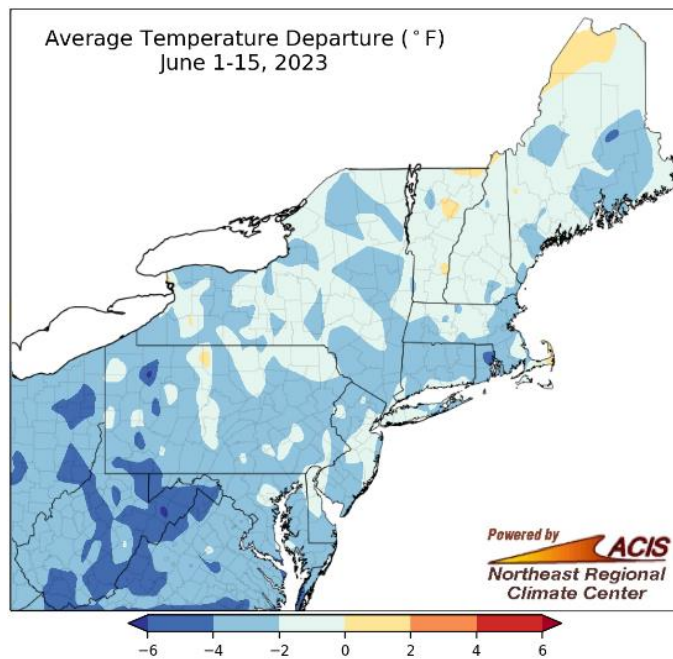 Average Temperature Departure (°F)
June 1-15, 2023
Powered by
ACIS
Northeast Regional
Climate Center
−6 −4 −2 0 2 4 6